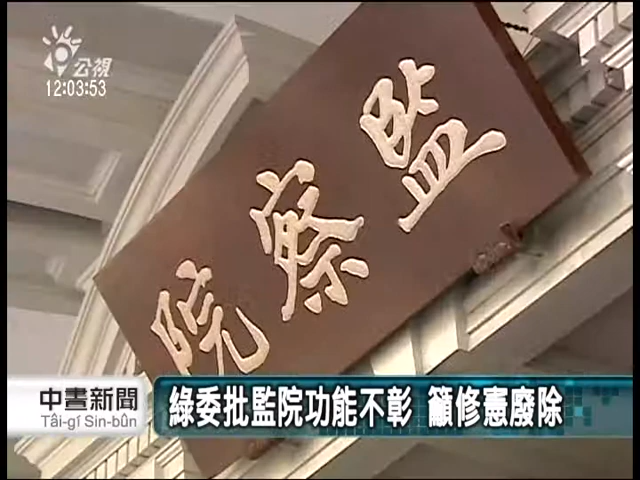 公視
12:03:53
監察院
中晝新聞
Tâi-gí Sin-bûn
綠委批監院功能不彰 籲修憲廢除